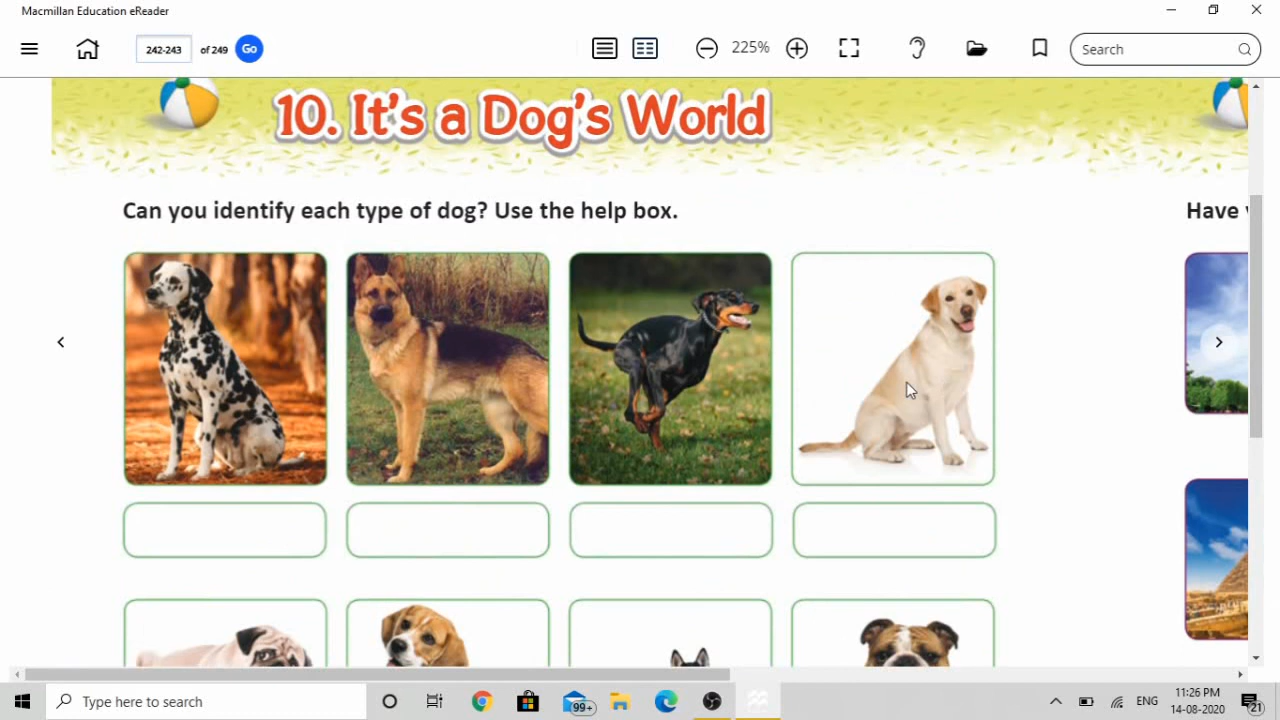 Macmillan Education eReader
242-243 of 249 Go 225% Search
10. It's a Dog's World
Can you identify each type of dog? Use the help box.
Have
Type here to search
99+
ENG
11:26 PM
14-08-2020
21